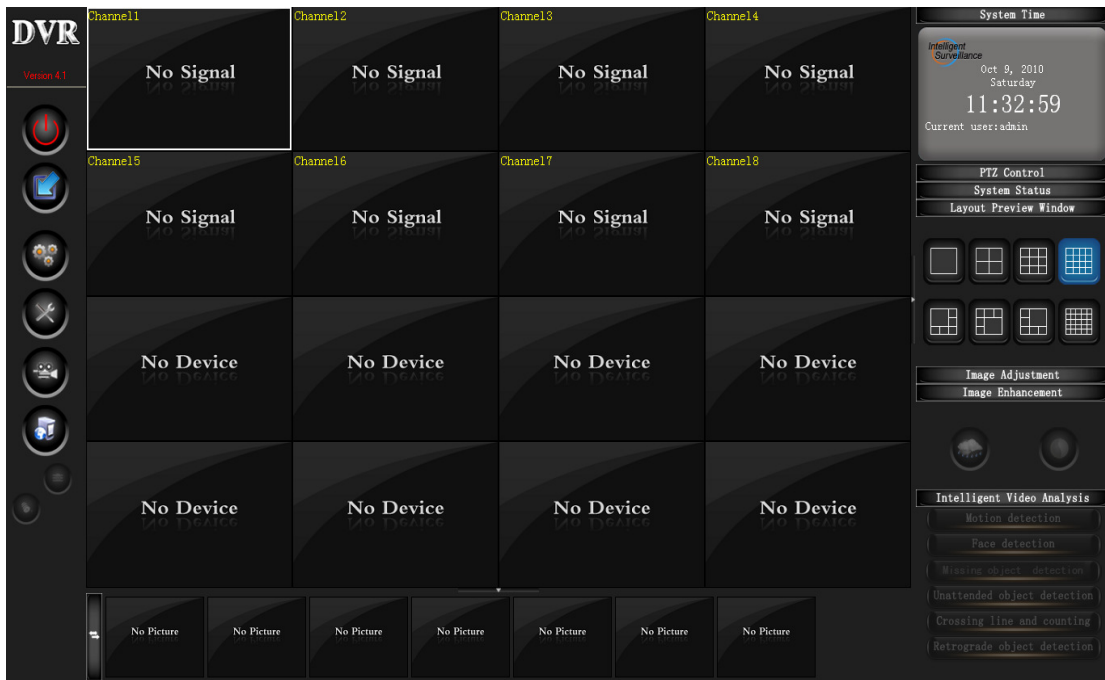 DVR
Version 4.1
Channel1
No Signal
Channel2
No Signal
Channel3
No Signal
Channel4
No Signal
Channel5
No Signal
Channel6
No Signal
Channel7
No Signal
Channel8
No Signal
No Device
No Device
No Device
No Device
No Device
No Device
No Device
No Device
No Picture
No Picture
No Picture
No Picture
No Picture
No Picture
No Picture
System Time
Intelligent
Surveillance
Oct 9, 2010
Saturday
11:32:59
Current user:admin
PTZ Control
System Status
Layout Preview Window
Image Adjustment
Image Enhancement
Intelligent Video Analysis
Motion detection
Face detection
Missing object detection
Unattended object detection
Crossing line and counting
Retrograde object detection